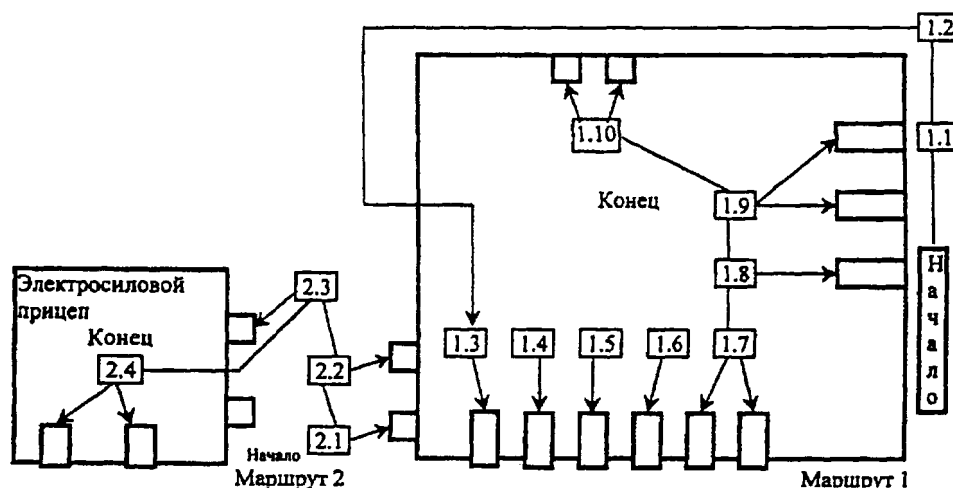 1.2
1.1
1.10
1.9
Конец
1.8
Начало
Электросиловой
прицеп
Конец
2.3
2.4
2.2
2.1
1.3
1.4
1.5
1.6
1.7
Начало
Маршрут 2
Маршрут 1